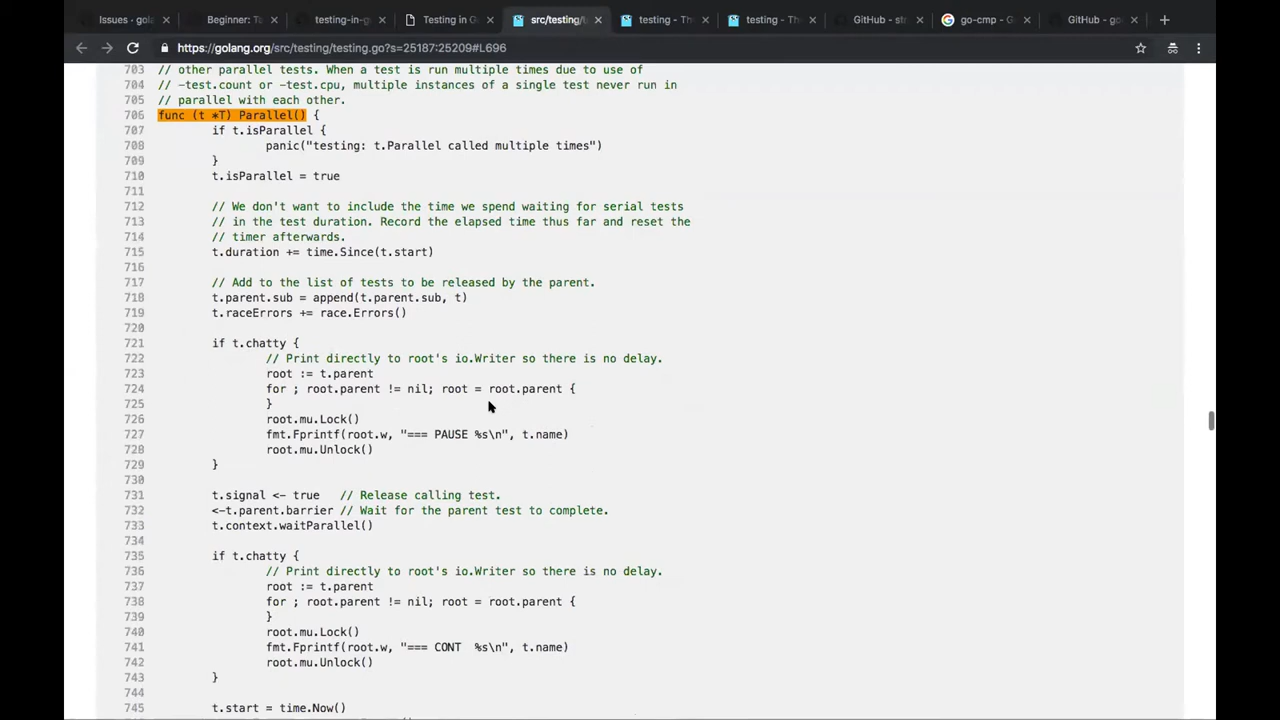 Issues · gola
Beginner: Te
testing-in-g
Testing in G
src/testing/t
testing - Th
testing - Th
GitHub - str
go-cmp - G
GitHub - go
https://golang.org/src/testing/testing.go?s=25187:25209#L696
703 // other parallel tests. When a test is run multiple times due to use of
704 // -test.count or -test.cpu, multiple instances of a single test never run in
705 // parallel with each other.
706 func (t *T) Parallel() {
707 if t.isParallel {
708 panic("testing: t.Parallel called multiple times")
709 }
710 t.isParallel = true
711
712 // We don't want to include the time we spend waiting for serial tests
713 // in the test duration. Record the elapsed time thus far and reset the
714 // timer afterwards.
715 t.duration += time.Since(t.start)
716
717 // Add to the list of tests to be released by the parent.
718 t.parent.sub = append(t.parent.sub, t)
719 t.raceErrors += race.Errors()
720
721 if t.chatty {
722 // Print directly to root's io.Writer so there is no delay.
723 root := t.parent
724 for ; root.parent != nil; root = root.parent {
725 }
726 root.mu.Lock()
727 fmt.Fprintf(root.w, "=== PAUSE %s\n", t.name)
728 root.mu.Unlock()
729 }
730
731 t.signal <- true // Release calling test.
732 <-t.parent.barrier // Wait for the parent test to complete.
733 t.context.waitParallel()
734
735 if t.chatty {
736 // Print directly to root's io.Writer so there is no delay.
737 root := t.parent
738 for ; root.parent != nil; root = root.parent {
739 }
740 root.mu.Lock()
741 fmt.Fprintf(root.w, "=== CONT  %s\n", t.name)
742 root.mu.Unlock()
743 }
744
745 t.start = time.Now()